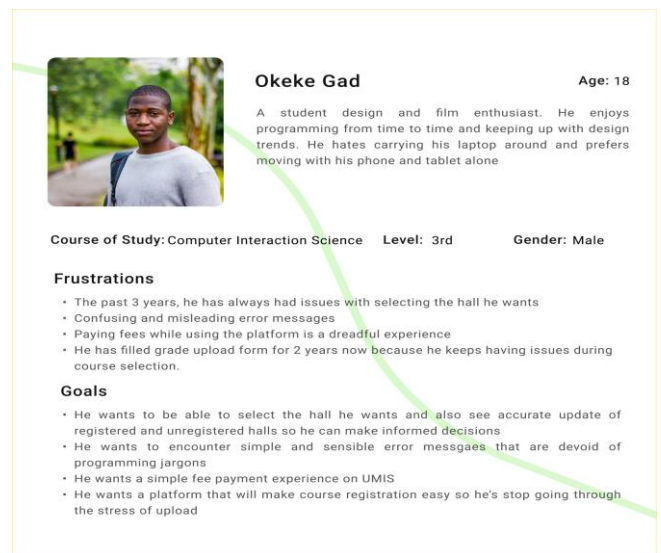 Okeke Gad
Age: 18
A student design and film enthusiast. He enjoys
programming from time to time and keeping up with design
trends. He hates carrying his laptop around and prefers
moving with his phone and tablet alone
Course of Study: Computer Interaction Science Level: 3rd Gender: Male
Frustrations
• The past 3 years, he has always had issues with selecting the hall he wants
• Confusing and misleading error messages
• Paying fees while using the platform is a dreadful experience
• He has filled grade upload form for 2 years now because he keeps having issues during
course selection.
Goals
• He wants to be able to select the hall he wants and also see accurate update of
registered and unregistered halls so he can make informed decisions
• He wants to encounter simple and sensible error messgaes that are devoid of
programming jargons
• He wants a simple fee payment experience on UMIS
• He wants a platform that will make course registration easy so he's stop going through
the stress of upload